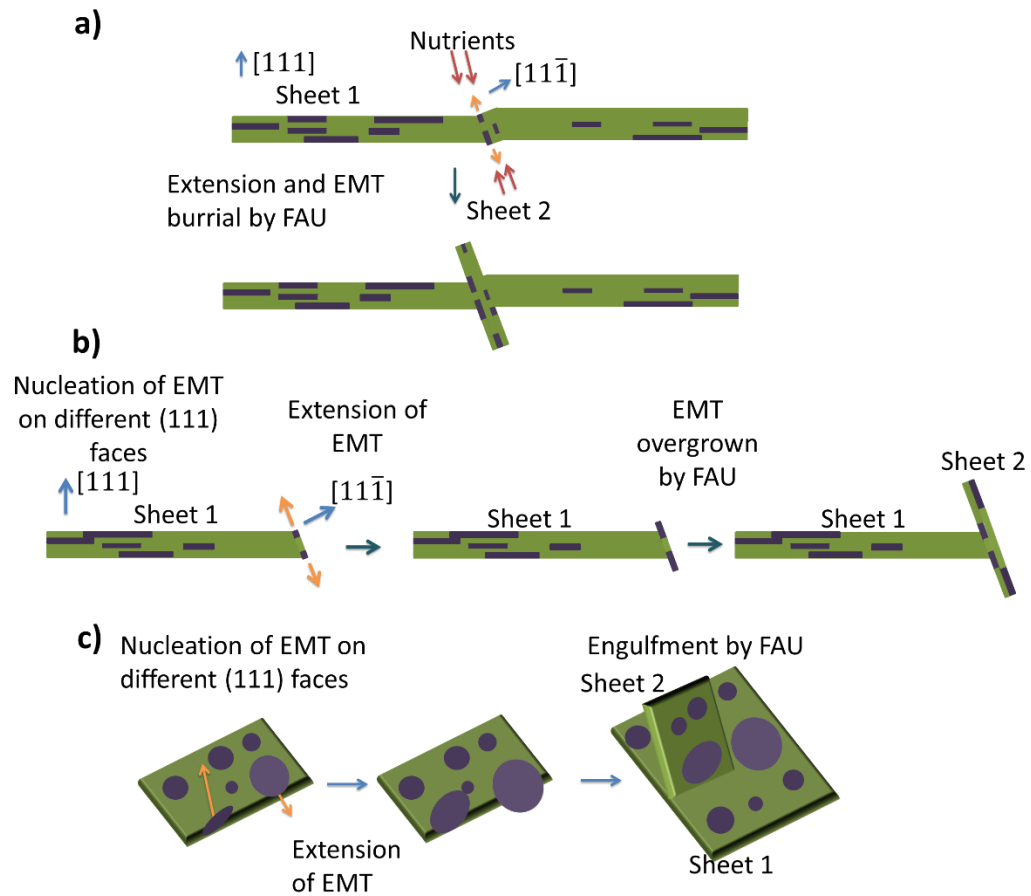 a)
Nutrients
[111]
[111̅]
Sheet 1
Extension and EMT
burrial by FAU
Sheet 2
b)
Nucleation of EMT
on different (111)
faces
Extension of
EMT
EMT
overgrown
by FAU
Sheet 2
[111]
[111̅]
Sheet 1
Sheet 1
Sheet 1
c)
Nucleation of EMT on
different (111) faces
Engulfment by FAU
Sheet 2
Extension
of EMT
Sheet 1